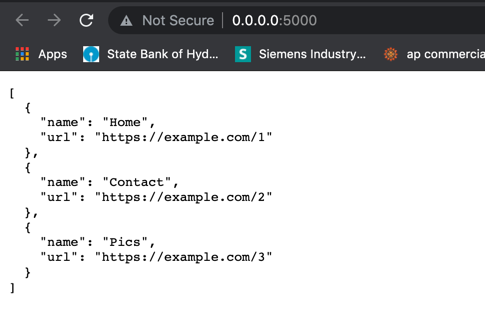 Not Secure | 0.0.0.0:5000
Apps State Bank of Hyd... S Siemens Industry... ap commercia
[
  {
    "name": "Home",
    "url": "https://example.com/1"
  },
  {
    "name": "Contact",
    "url": "https://example.com/2"
  },
  {
    "name": "Pics",
    "url": "https://example.com/3"
  }
]